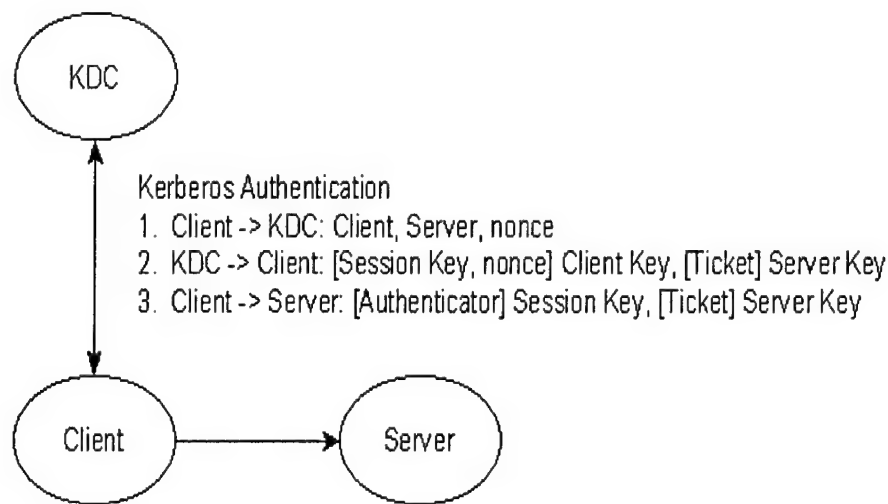 KDC
Kerberos Authentication
1. Client -> KDC: Client, Server, nonce
2. KDC -> Client: [Session Key, nonce] Client Key, [Ticket] Server Key
3. Client -> Server: [Authenticator] Session Key, [Ticket] Server Key
Client
Server